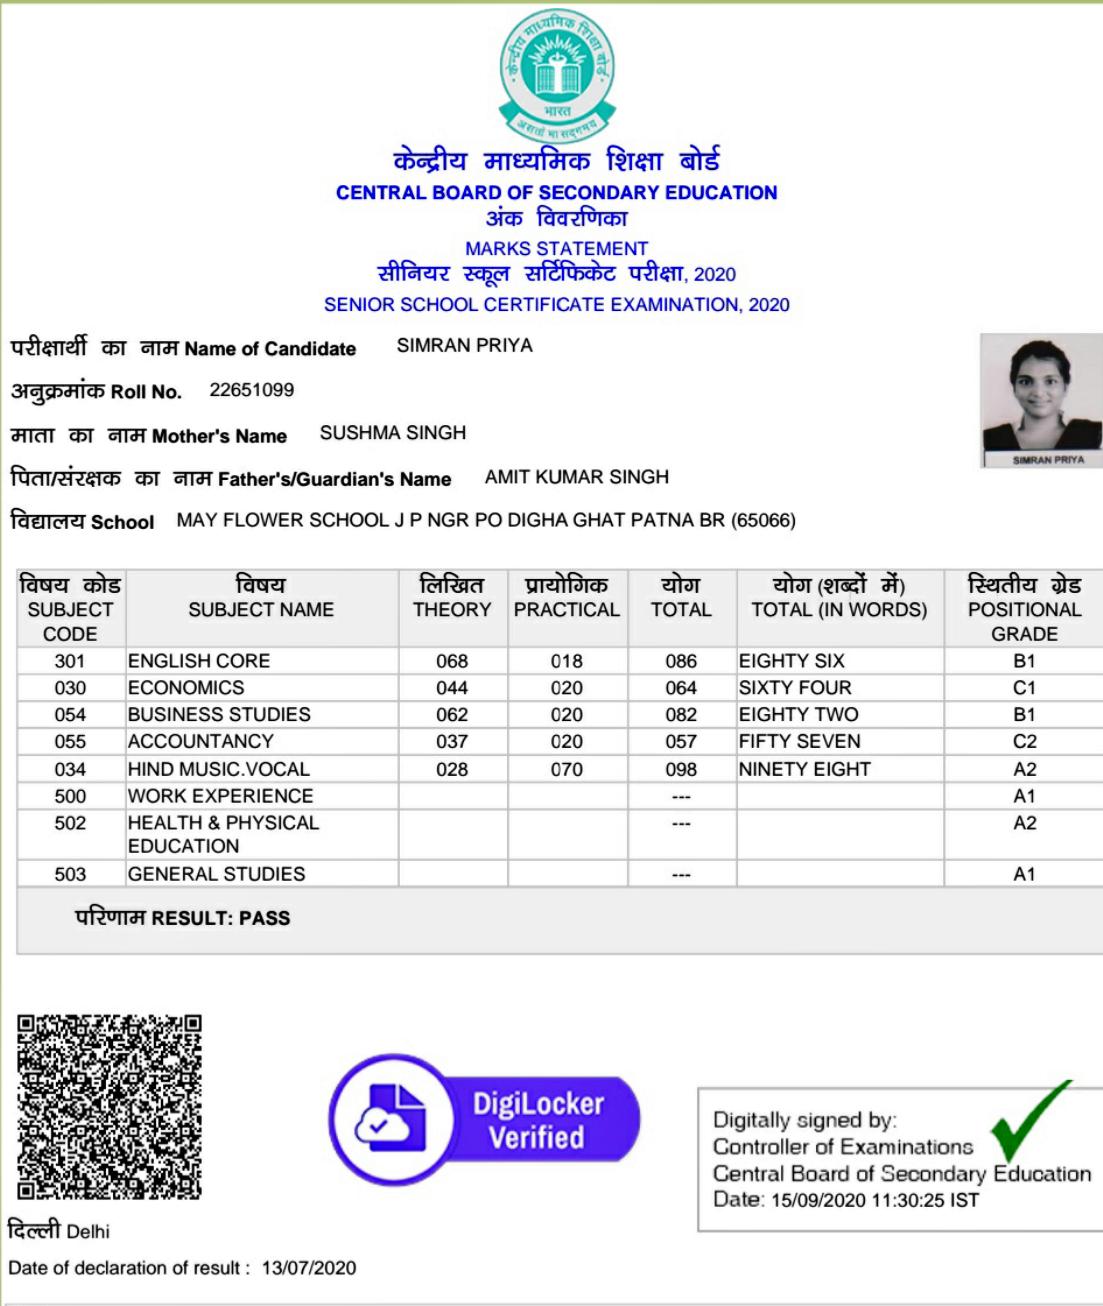 केन्द्रीय माध्यमिक शिक्षा बोर्ड
भारत
असतो मा सद्गमय
केन्द्रीय माध्यमिक शिक्षा बोर्ड
CENTRAL BOARD OF SECONDARY EDUCATION
अंक विवरणिका
MARKS STATEMENT
सीनियर स्कूल सर्टिफिकेट परीक्षा, 2020
SENIOR SCHOOL CERTIFICATE EXAMINATION, 2020
परीक्षार्थी का नाम Name of Candidate SIMRAN PRIYA
अनुक्रमांक Roll No. 22651099
माता का नाम Mother's Name SUSHMA SINGH
पिता/संरक्षक का नाम Father's/Guardian's Name AMIT KUMAR SINGH
विद्यालय School MAY FLOWER SCHOOL J P NGR PO DIGHA GHAT PATNA BR (65066)
SIMRAN PRIYA
विषय कोड विषय लिखित प्रायोगिक योग योग (शब्दों में) स्थितीय ग्रेड
SUBJECT SUBJECT NAME THEORY PRACTICAL TOTAL TOTAL (IN WORDS) POSITIONAL
CODE GRADE
301 ENGLISH CORE 068 018 086 EIGHTY SIX B1
030 ECONOMICS 044 020 064 SIXTY FOUR C1
054 BUSINESS STUDIES 062 020 082 EIGHTY TWO B1
055 ACCOUNTANCY 037 020 057 FIFTY SEVEN C2
034 HIND MUSIC.VOCAL 028 070 098 NINETY EIGHT A2
500 WORK EXPERIENCE --- A1
502 HEALTH & PHYSICAL --- A2
EDUCATION
503 GENERAL STUDIES --- A1
परिणाम RESULT: PASS
DigiLocker
Verified
Digitally signed by:
Controller of Examinations
Central Board of Secondary Education
Date: 15/09/2020 11:30:25 IST
दिल्ली Delhi
Date of declaration of result : 13/07/2020